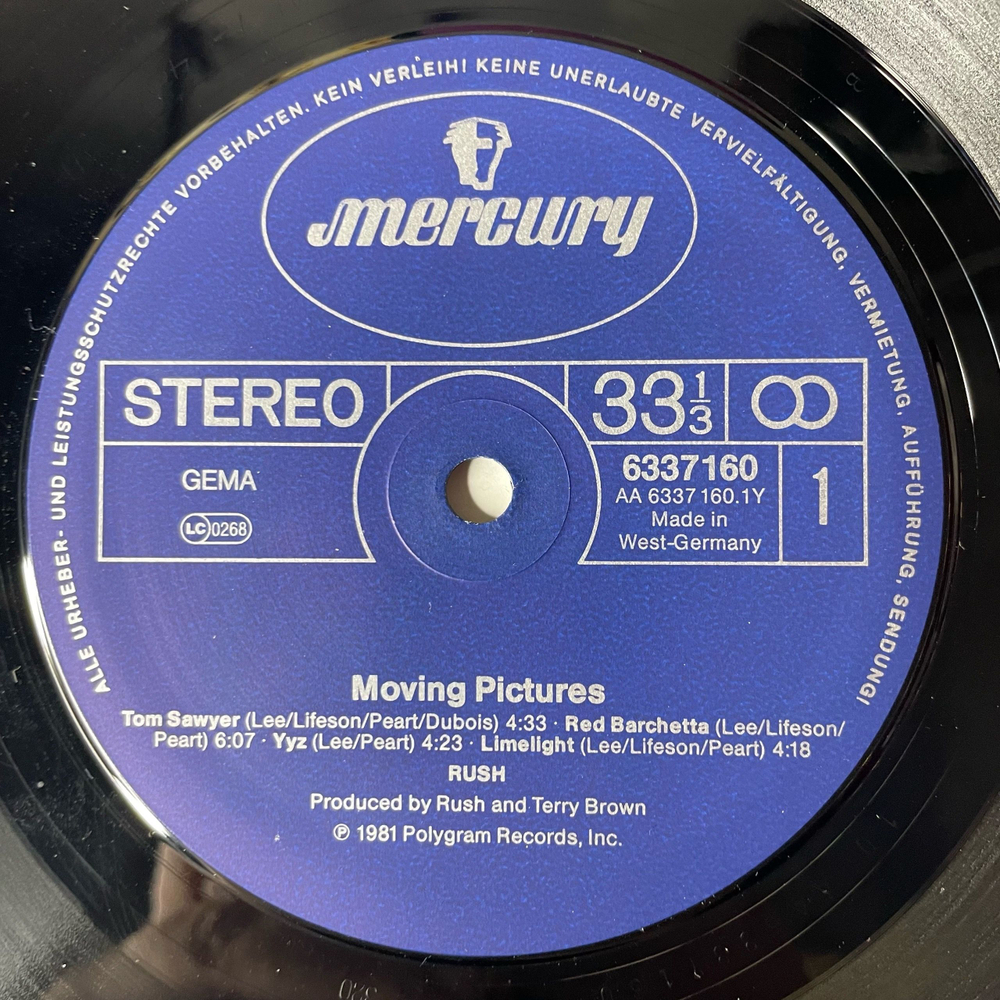 ALLE URHEBER- UND LEISTUNGSSCHUTZRECHTE VORBEHALTEN. KEIN VERLEIH! KEINE UNERLAUBTE VERVIELFÄLTIGUNG, VERMIETUNG, AUFFÜHRUNG, SENDUNG!
mercury
STEREO
33 1/3
GEMA
LC 0268
6337160
AA 6337 160.1Y
Made in
West-Germany
1
Moving Pictures
Tom Sawyer (Lee/Lifeson/Peart/Dubois) 4:33 · Red Barchetta (Lee/Lifeson/
Peart) 6:07 · Yyz (Lee/Peart) 4:23 · Limelight (Lee/Lifeson/Peart) 4:18
RUSH
Produced by Rush and Terry Brown
℗ 1981 Polygram Records, Inc.